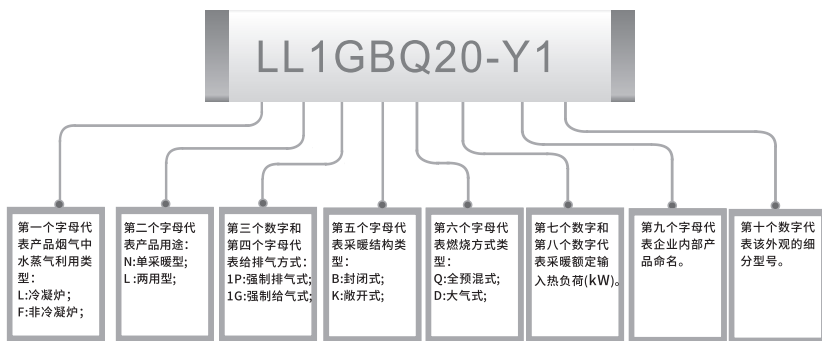 LL1GBQ20-Y1
第一个字母代
表产品烟气中
水蒸气利用类
型：
L:冷凝炉；
F:非冷凝炉；
第二个字母代
表产品用途：
N:单采暖型；
L:两用型；
第三个数字和
第四个字母代
表给排气方式：
1P:强制排气式；
1G:强制给气式；
第五个字母代
表采暖结构类
型：
B:封闭式；
K:敞开式；
第六个字母代
表燃烧方式类
型：
Q:全预混式；
D:大气式；
第七个数字和
第八个数字代
表采暖额定输
入热负荷(kW)。
第九个字母代
表企业内部产
品命名。
第十个数字代
表该外观的细
分型号。